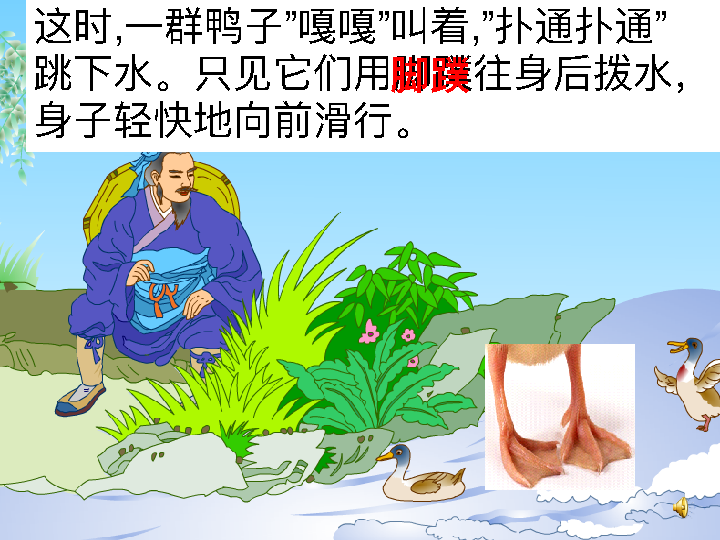 这时,一群鸭子”嘎嘎”叫着,”扑通扑通”
跳下水。只见它们用脚蹼往身后拨水,
身子轻快地向前滑行。